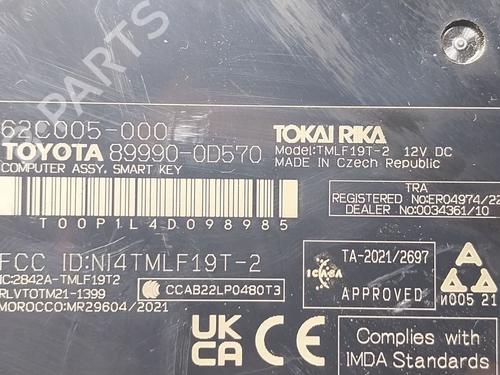 62C005-000
TOKAI RIKA
TOYOTA 89990-0D570
Model:TMLF19T-2 12V DC
COMPUTER ASSY. SMART KEY
MADE IN Czech Republic
TRA
REGISTERED No:ER04974/22
DEALER No:0034361/10
T00P1L4D098985
FCC ID:NI4TMLF19T-2
IC:2842A-TMLF19T2
RLVTOTM21-1399
MOROCCO:MR29604/2021
CCAB22LP0480T3
ICASA
TA-2021/2697
APPROVED
И005 21
UK
CA
CE
Complies with
IMDA Standards